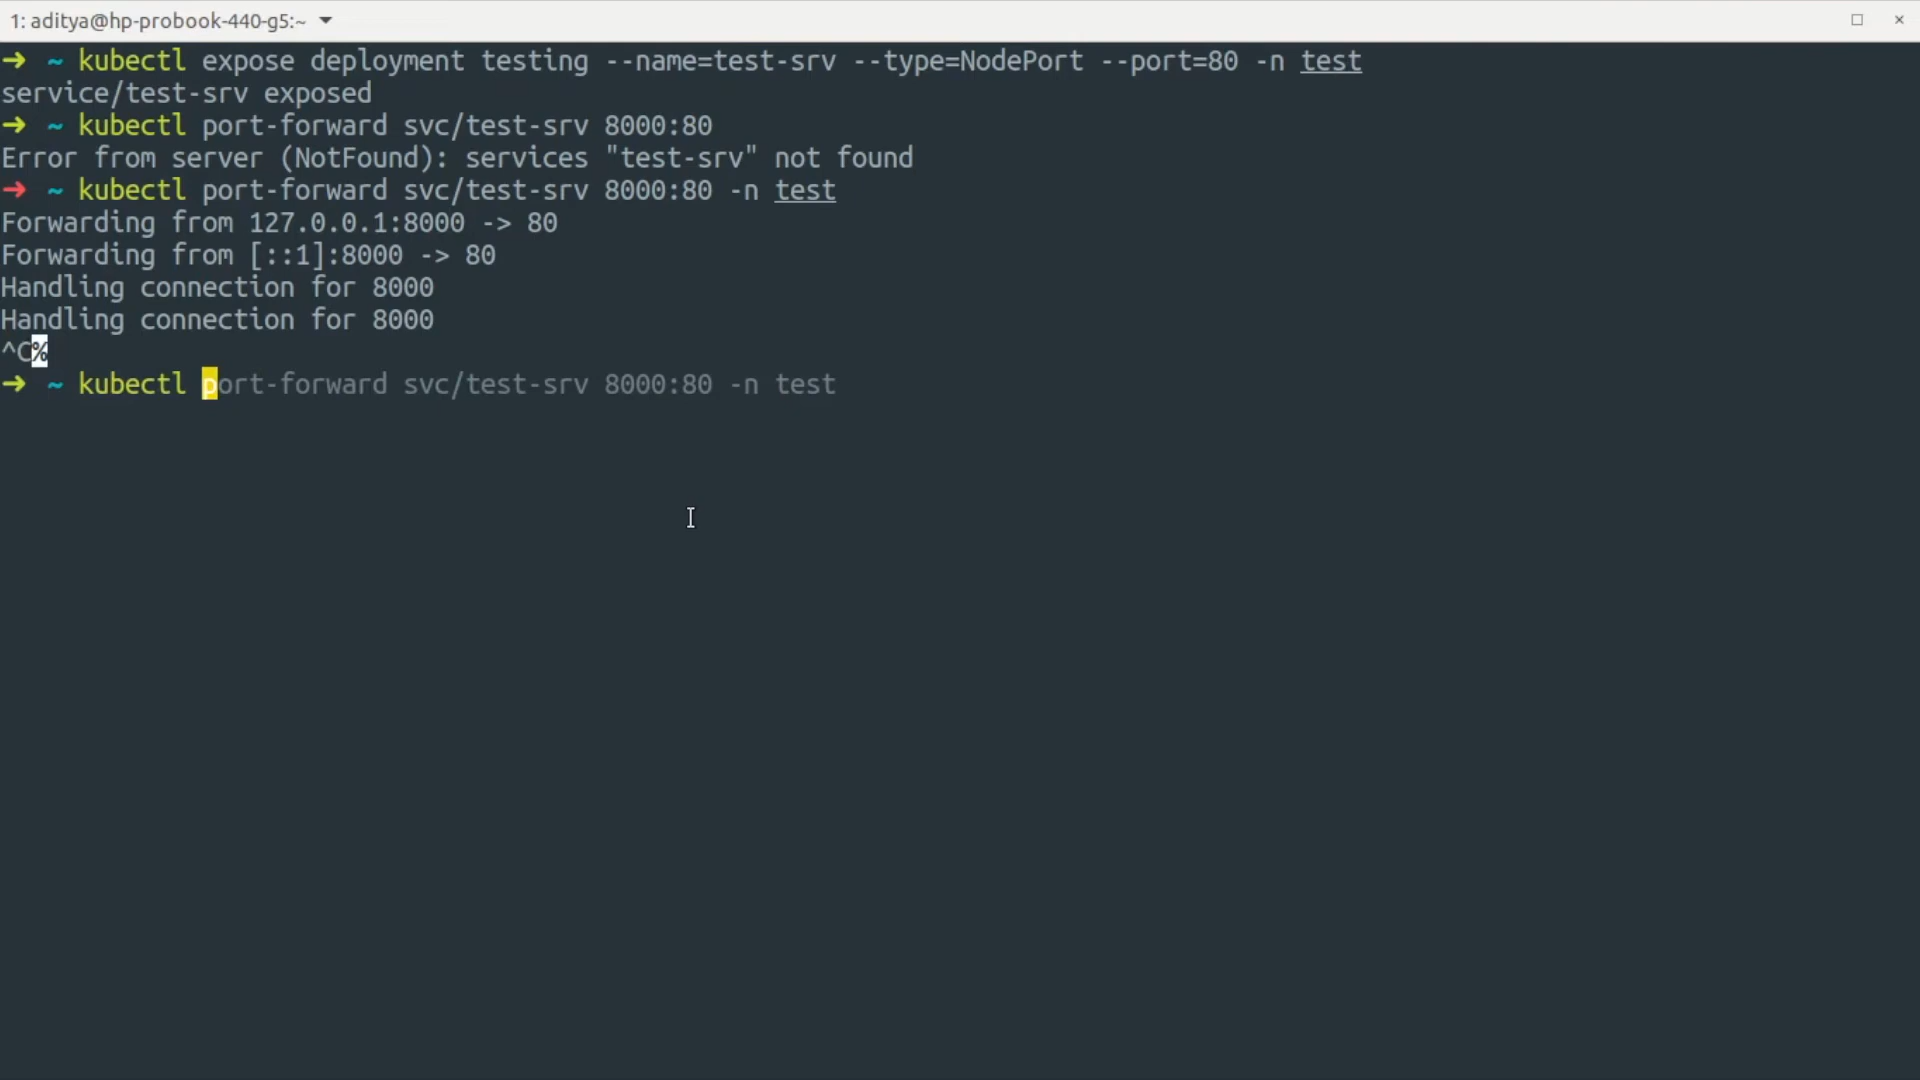 1: aditya@hp-probook-440-g5:~
➜ ~ kubectl expose deployment testing --name=test-srv --type=NodePort --port=80 -n test
service/test-srv exposed
➜ ~ kubectl port-forward svc/test-srv 8000:80
Error from server (NotFound): services "test-srv" not found
➜ ~ kubectl port-forward svc/test-srv 8000:80 -n test
Forwarding from 127.0.0.1:8000 -> 80
Forwarding from [::1]:8000 -> 80
Handling connection for 8000
Handling connection for 8000
^C%
➜ ~ kubectl port-forward svc/test-srv 8000:80 -n test